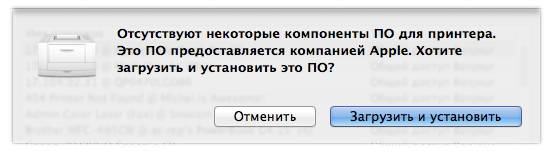 Отсутствуют некоторые компоненты ПО для принтера.
Это ПО предоставляется компанией Apple. Хотите
загрузить и установить это ПО?
Отменить
Загрузить и установить